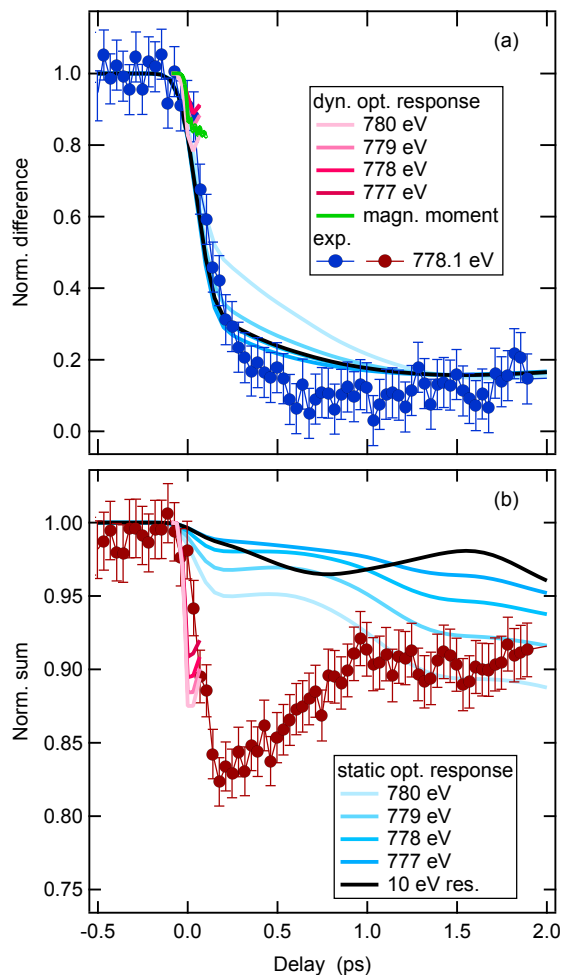 (a)
1.0
0.8
0.6
0.4
0.2
0.0
Norm. difference
dyn. opt. response
780 eV
779 eV
778 eV
777 eV
magn. moment
exp.
778.1 eV
(b)
1.00
0.95
0.90
0.85
0.80
0.75
Norm. sum
static opt. response
780 eV
779 eV
778 eV
777 eV
10 eV res.
-0.5 0.0 0.5 1.0 1.5 2.0
Delay (ps)